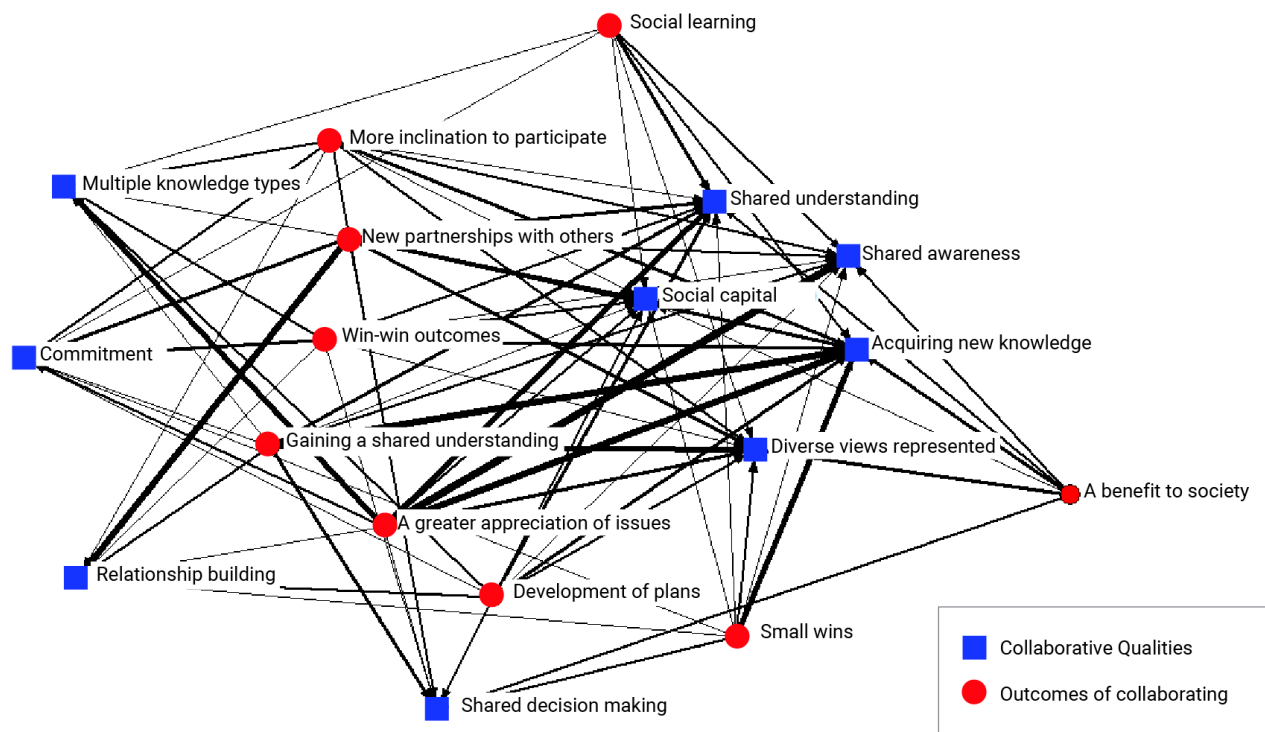 Social learning
More inclination to participate
Multiple knowledge types
Shared understanding
New partnerships with others
Shared awareness
Social capital
Win-win outcomes
Acquiring new knowledge
Commitment
Gaining a shared understanding
Diverse views represented
A benefit to society
A greater appreciation of issues
Relationship building
Development of plans
Small wins
Shared decision making
Collaborative Qualities
Outcomes of collaborating